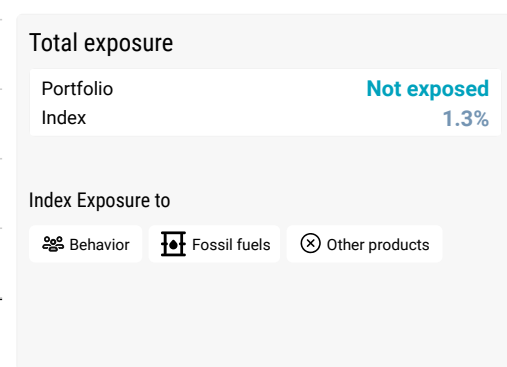 Total exposure
Portfolio Not exposed
Index 1.3%
Index Exposure to
Behavior Fossil fuels Other products